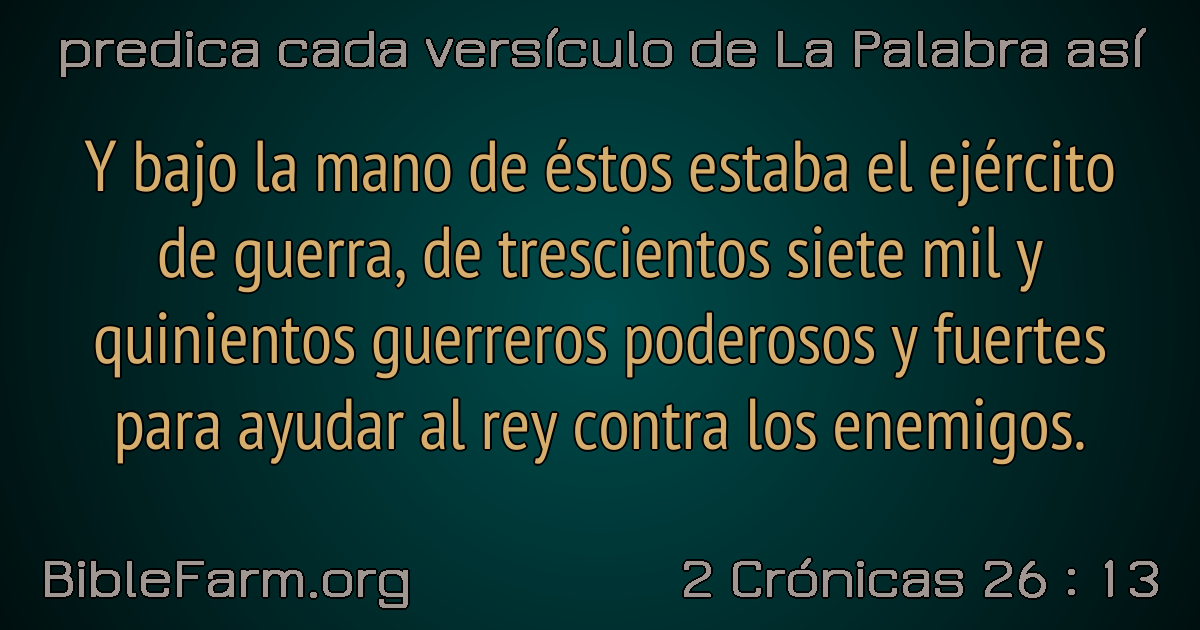 predica cada versículo de La Palabra así
Y bajo la mano de éstos estaba el ejército
de guerra, de trescientos siete mil y
quinientos guerreros poderosos y fuertes
para ayudar al rey contra los enemigos.
BibleFarm.org
2 Crónicas 26 : 13